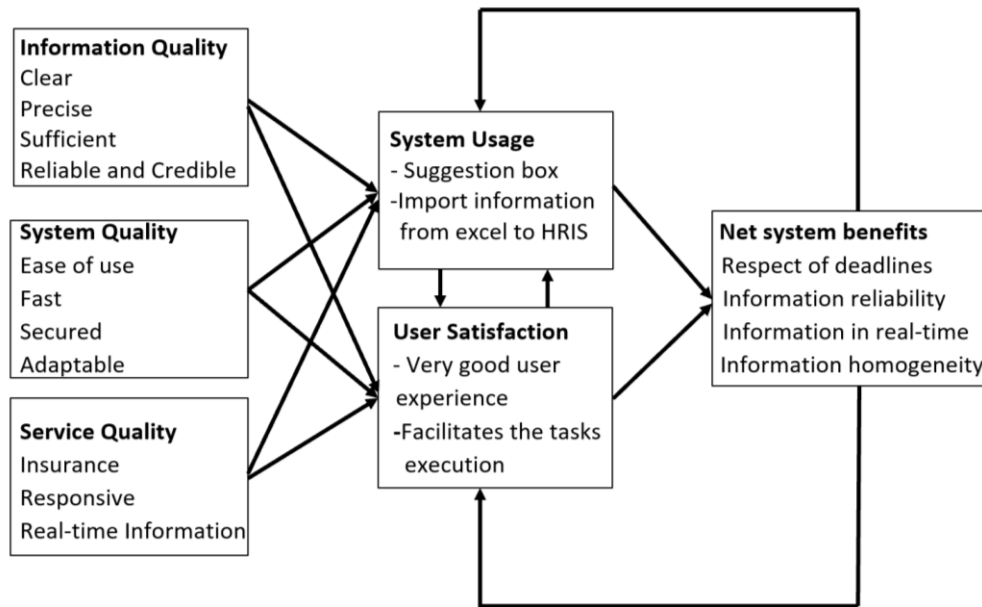 Information Quality
Clear
Precise
Sufficient
Reliable and Credible
System Quality
Ease of use
Fast
Secured
Adaptable
Service Quality
Insurance
Responsive
Real-time Information
System Usage
- Suggestion box
-Import information
from excel to HRIS
User Satisfaction
- Very good user
experience
-Facilitates the tasks
execution
Net system benefits
Respect of deadlines
Information reliability
Information in real-time
Information homogeneity